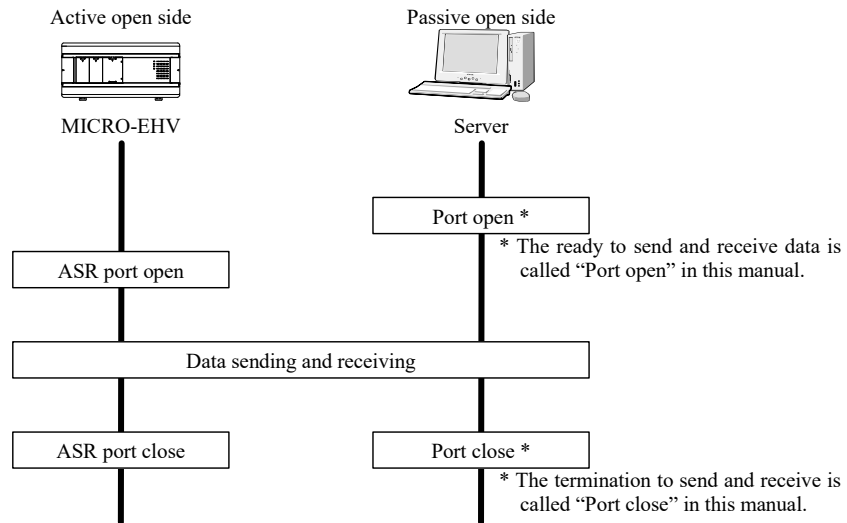 Active open side
Passive open side
MICRO-EHV
Server
Port open *
* The ready to send and receive data is
called “Port open” in this manual.
ASR port open
Data sending and receiving
ASR port close
Port close *
* The termination to send and receive is
called “Port close” in this manual.